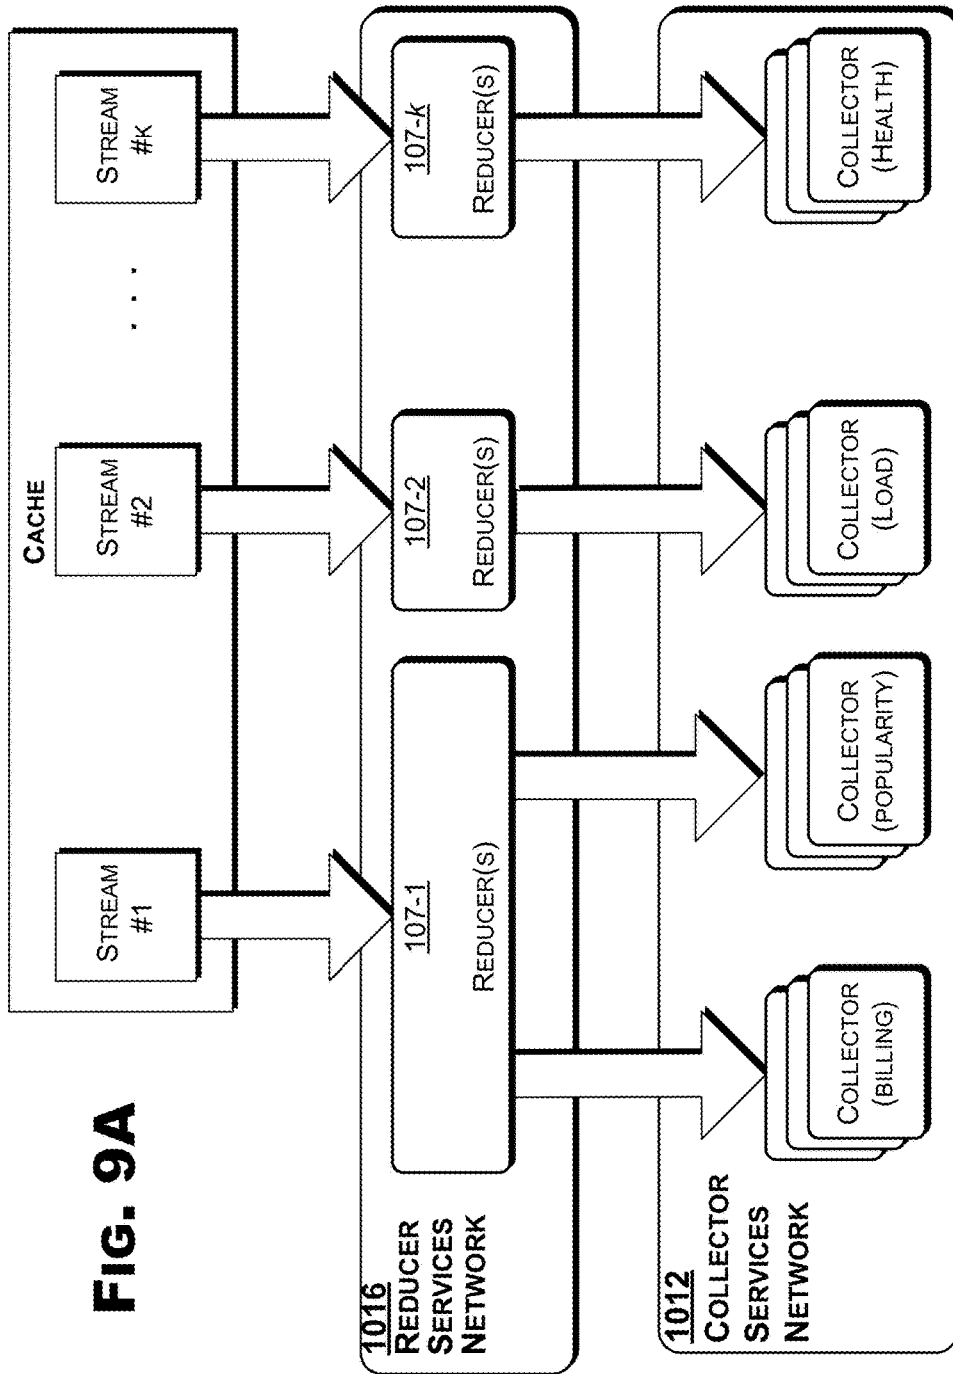 FIG. 9A
CACHE
STREAM
#1
STREAM
#2
. . .
STREAM
#K
1016
REDUCER
SERVICES
NETWORK
107-1
REDUCER(S)
107-2
REDUCER(S)
107-k
REDUCER(S)
1012
COLLECTOR
SERVICES
NETWORK
COLLECTOR
(BILLING)
COLLECTOR
(POPULARITY)
COLLECTOR
(LOAD)
COLLECTOR
(HEALTH)